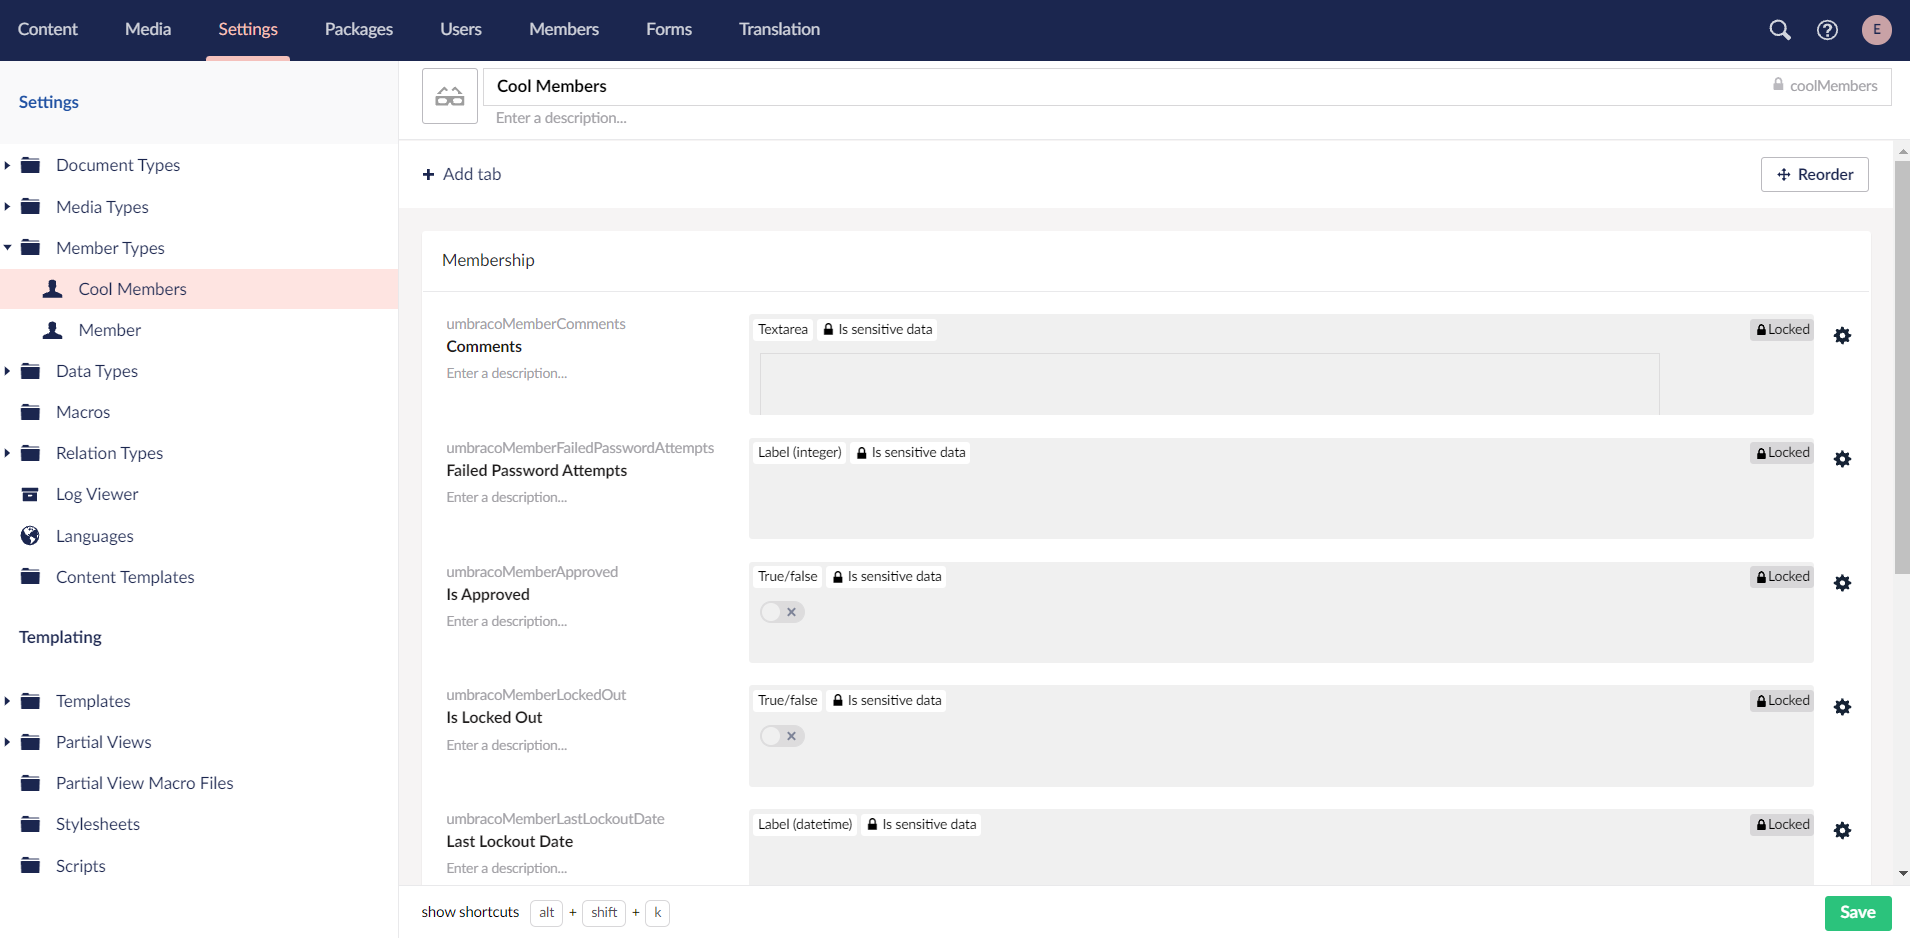 Content Media Settings Packages Users Members Forms Translation E
Settings
Document Types
Media Types
Member Types
Cool Members
Member
Data Types
Macros
Relation Types
Log Viewer
Languages
Content Templates
Templating
Templates
Partial Views
Partial View Macro Files
Stylesheets
Scripts
Cool Members coolMembers
Enter a description...
Add tab Reorder
Membership
umbracoMemberComments
Comments
Enter a description...
Textarea Is sensitive data Locked
umbracoMemberFailedPasswordAttempts
Failed Password Attempts
Enter a description...
Label (integer) Is sensitive data Locked
umbracoMemberApproved
Is Approved
Enter a description...
True/false Is sensitive data Locked
umbracoMemberLockedOut
Is Locked Out
Enter a description...
True/false Is sensitive data Locked
umbracoMemberLastLockoutDate
Last Lockout Date
Enter a description...
Label (datetime) Is sensitive data Locked
show shortcuts alt + shift + k Save